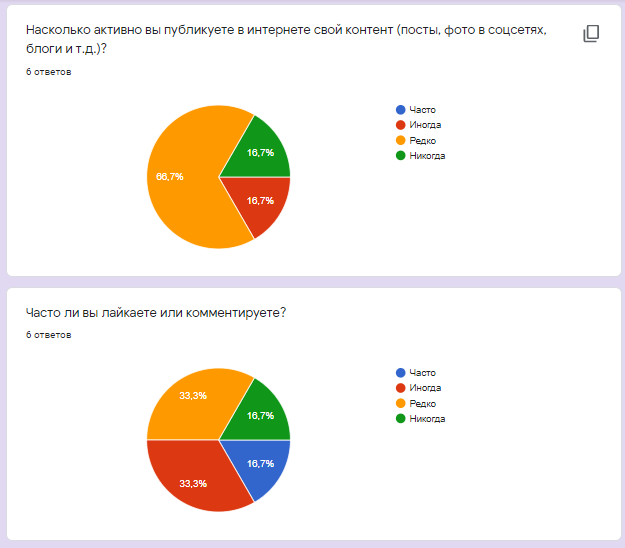 Насколько активно вы публикуете в интернете свой контент (посты, фото в соцсетях,
блоги и т.д.)?
6 ответов
66,7%
16,7%
16,7%
Часто
Иногда
Редко
Никогда
Часто ли вы лайкаете или комментируете?
6 ответов
33,3%
16,7%
33,3%
16,7%
Часто
Иногда
Редко
Никогда